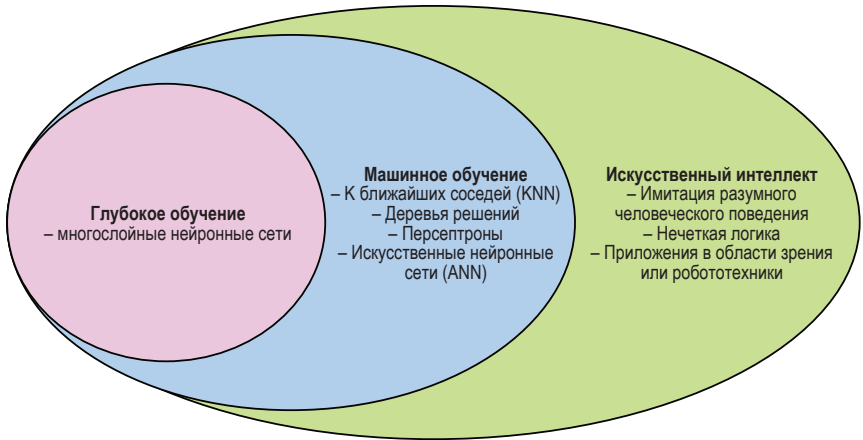 Глубокое обучение
– многослойные нейронные сети
Машинное обучение
– K ближайших соседей (KNN)
– Деревья решений
– Персептроны
– Искусственные нейронные
сети (ANN)
Искусственный интеллект
– Имитация разумного
человеческого поведения
– Нечеткая логика
– Приложения в области зрения
или робототехники